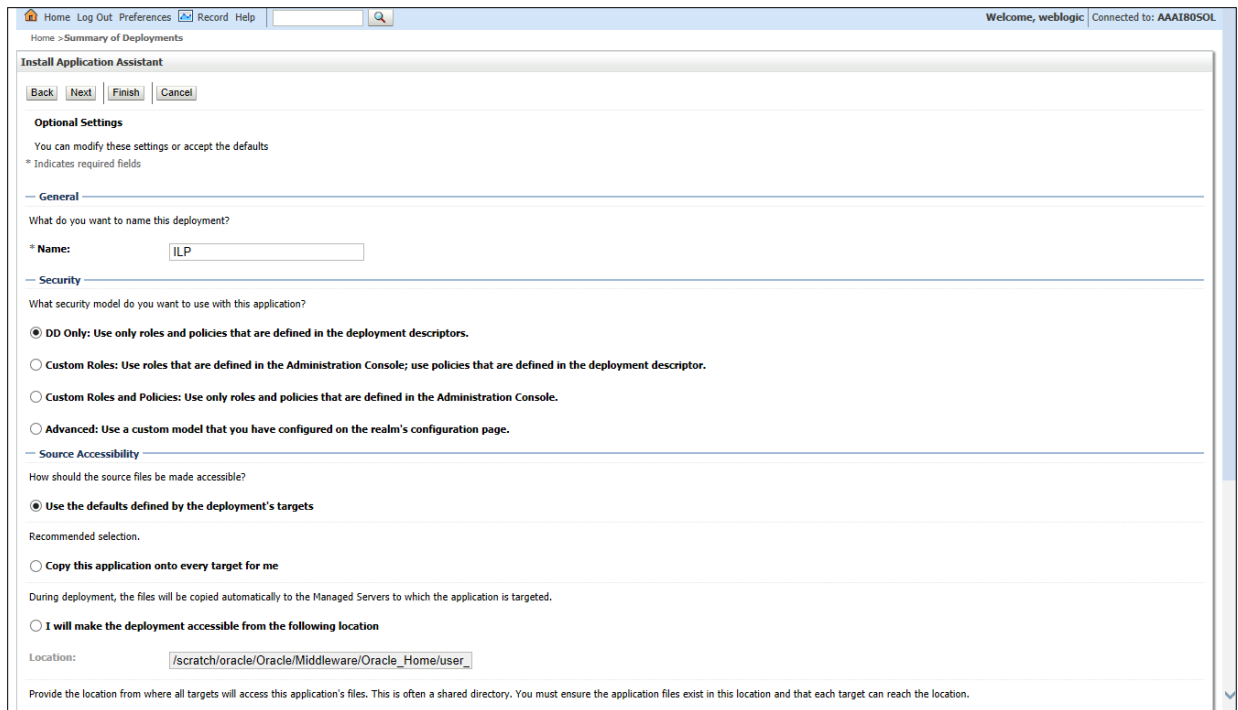 Home Log Out Preferences Record Help
Welcome, weblogic Connected to: AAAI805OL
Home >Summary of Deployments
Install Application Assistant
Back Next Finish Cancel
Optional Settings
You can modify these settings or accept the defaults
* Indicates required fields
General
What do you want to name this deployment?
* Name: ILP
Security
What security model do you want to use with this application?
DD Only: Use only roles and policies that are defined in the deployment descriptors.
Custom Roles: Use roles that are defined in the Administration Console; use policies that are defined in the deployment descriptor.
Custom Roles and Policies: Use only roles and policies that are defined in the Administration Console.
Advanced: Use a custom model that you have configured on the realm's configuration page.
Source Accessibility
How should the source files be made accessible?
Use the defaults defined by the deployment's targets
Recommended selection.
Copy this application onto every target for me
During deployment, the files will be copied automatically to the Managed Servers to which the application is targeted.
I will make the deployment accessible from the following location
Location: /scratch/oracle/Oracle/Middleware/Oracle_Home/user_
Provide the location from where all targets will access this application's files. This is often a shared directory. You must ensure the application files exist in this location and that each target can reach the location.